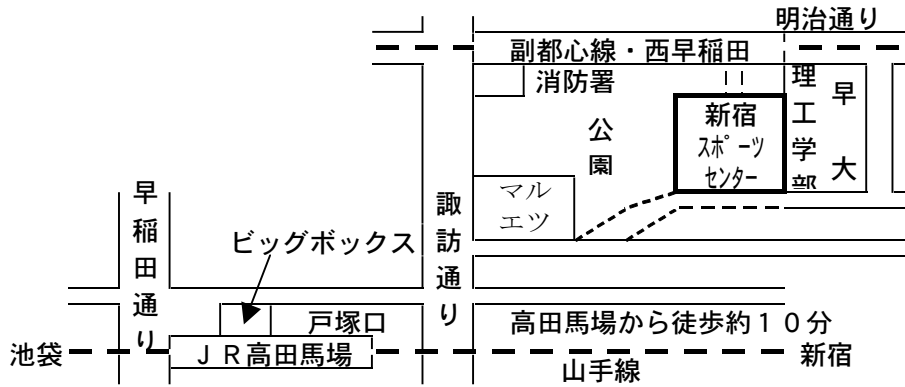 明治通り
副都心線・西早稲田
消防署
公園
新宿
スポーツ
センター
理工学部
早大
マル
エツ
早稲田通り
諏訪通り
ビッグボックス
戸塚口
高田馬場から徒歩約１０分
池袋
ＪＲ高田馬場
山手線
新宿